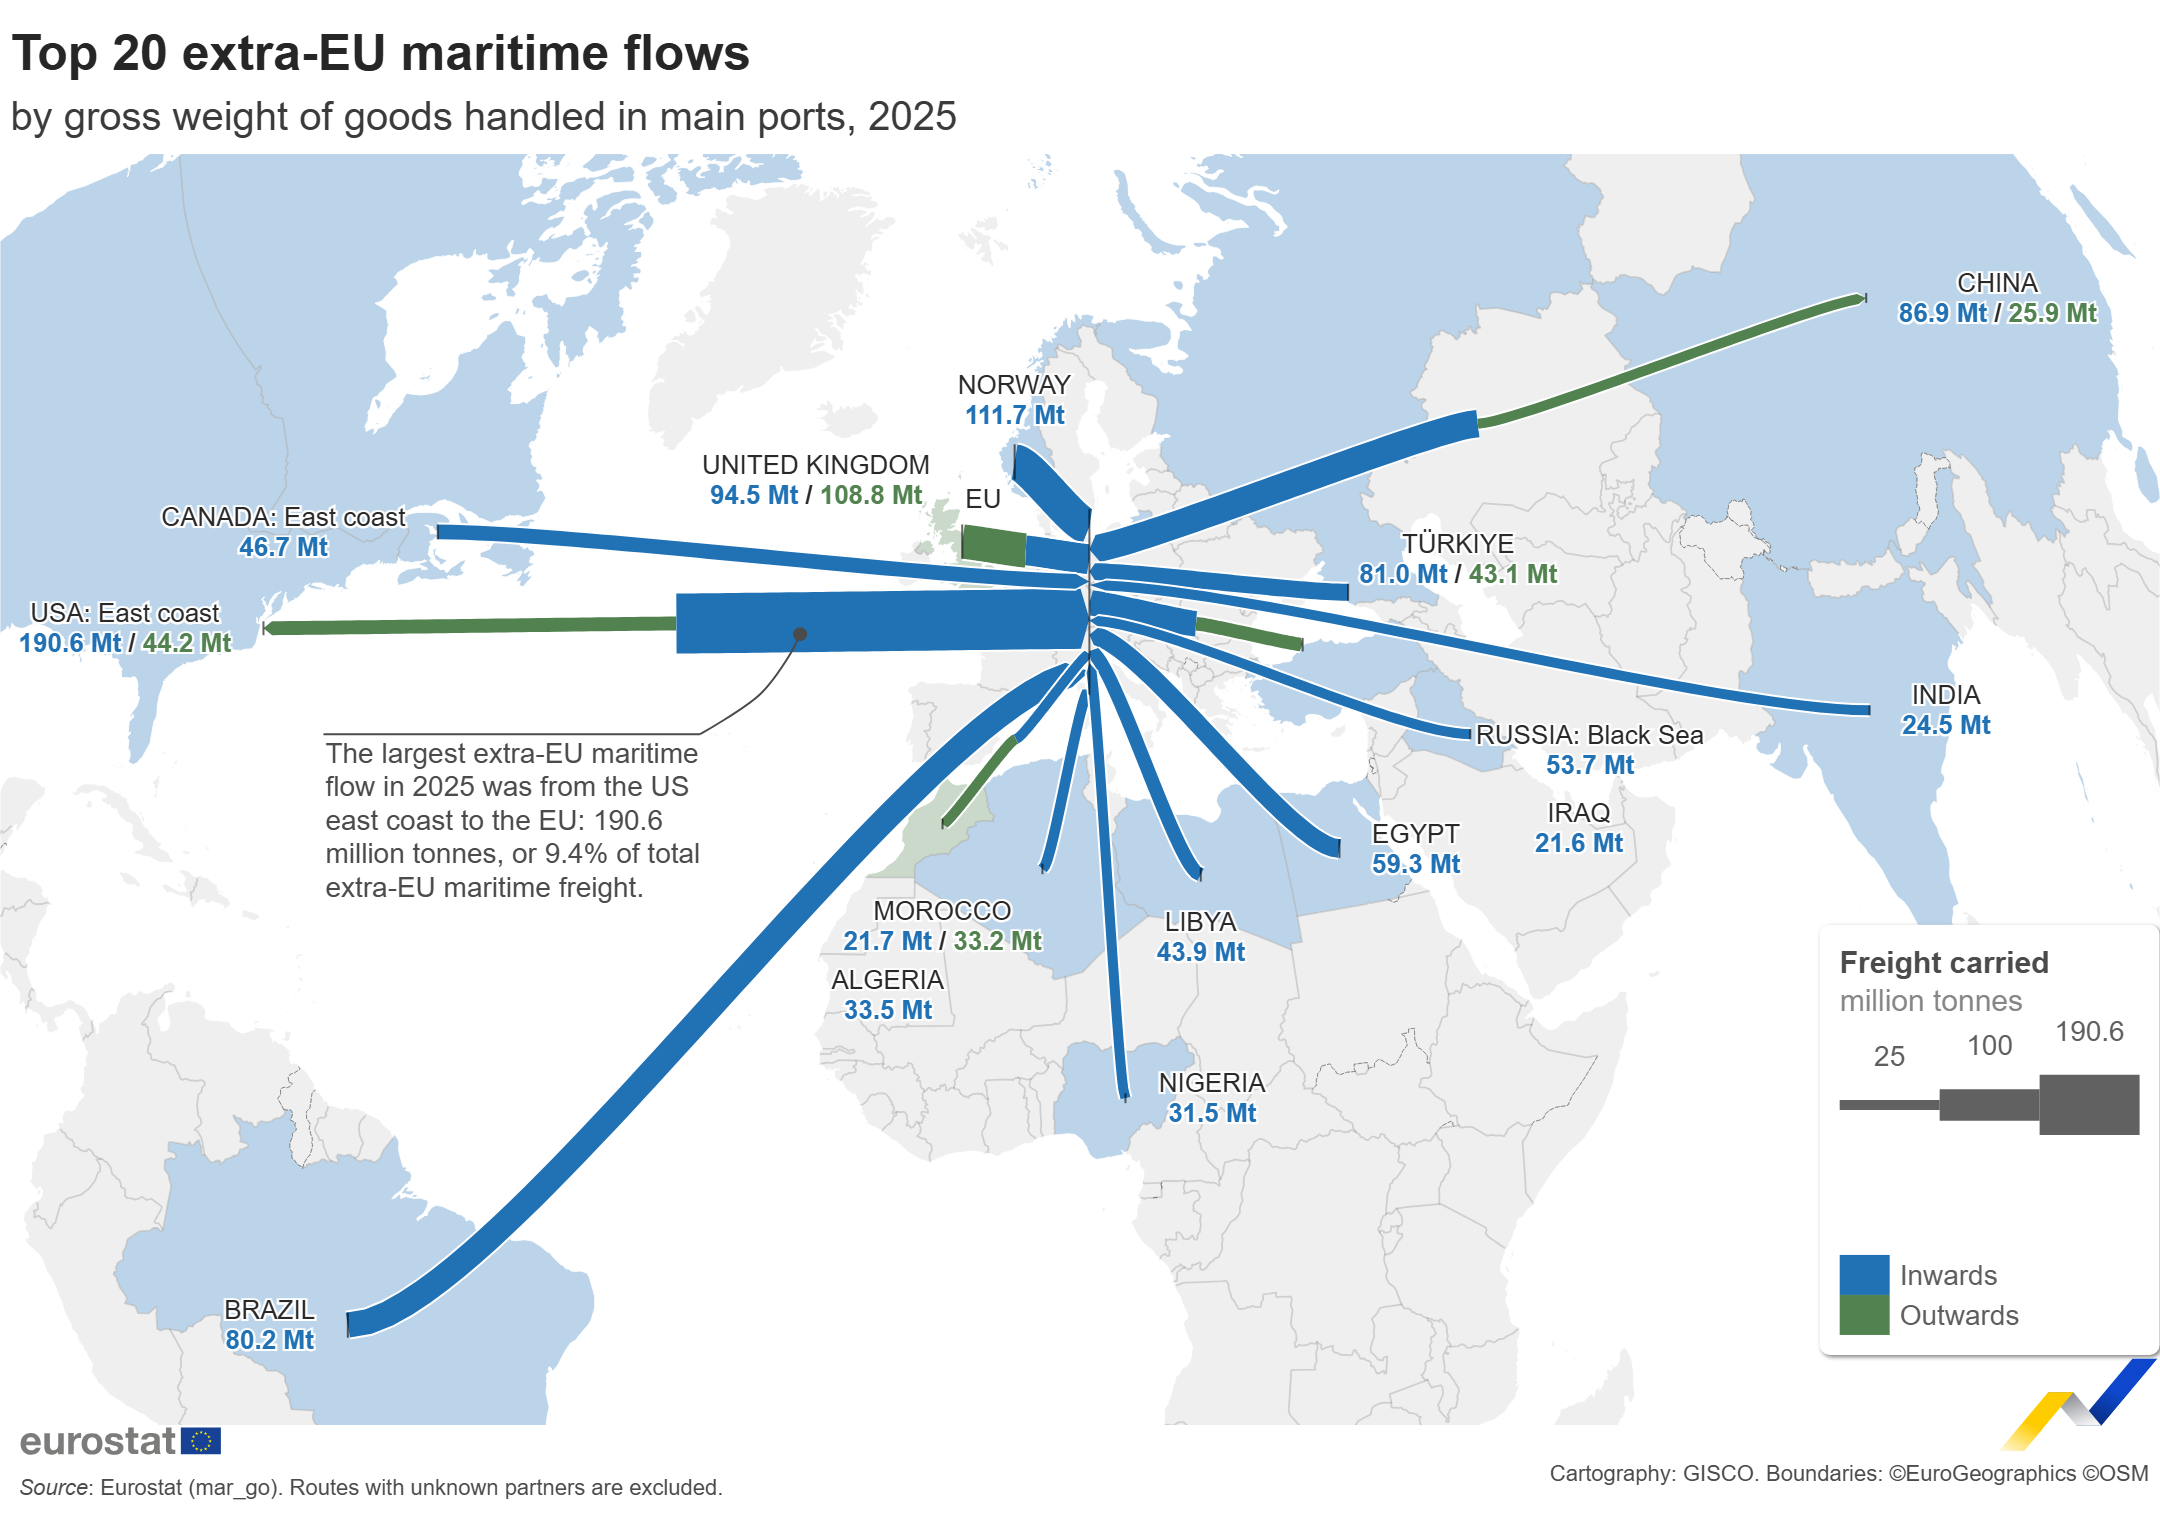 Top 20 extra-EU maritime flows
by gross weight of goods handled in main ports, 2025
CHINA
86.9 Mt / 25.9 Mt
NORWAY
111.7 Mt
UNITED KINGDOM
94.5 Mt / 108.8 Mt
EU
CANADA: East coast
46.7 Mt
TÜRKIYE
81.0 Mt / 43.1 Mt
USA: East coast
190.6 Mt / 44.2 Mt
INDIA
24.5 Mt
RUSSIA: Black Sea
53.7 Mt
The largest extra-EU maritime
flow in 2025 was from the US
east coast to the EU: 190.6
million tonnes, or 9.4% of total
extra-EU maritime freight.
IRAQ
21.6 Mt
EGYPT
59.3 Mt
MOROCCO
21.7 Mt / 33.2 Mt
LIBYA
43.9 Mt
ALGERIA
33.5 Mt
NIGERIA
31.5 Mt
BRAZIL
80.2 Mt
Freight carried
million tonnes
25
100
190.6
Inwards
Outwards
eurostat
Source: Eurostat (mar_go). Routes with unknown partners are excluded.
Cartography: GISCO. Boundaries: ©EuroGeographics ©OSM